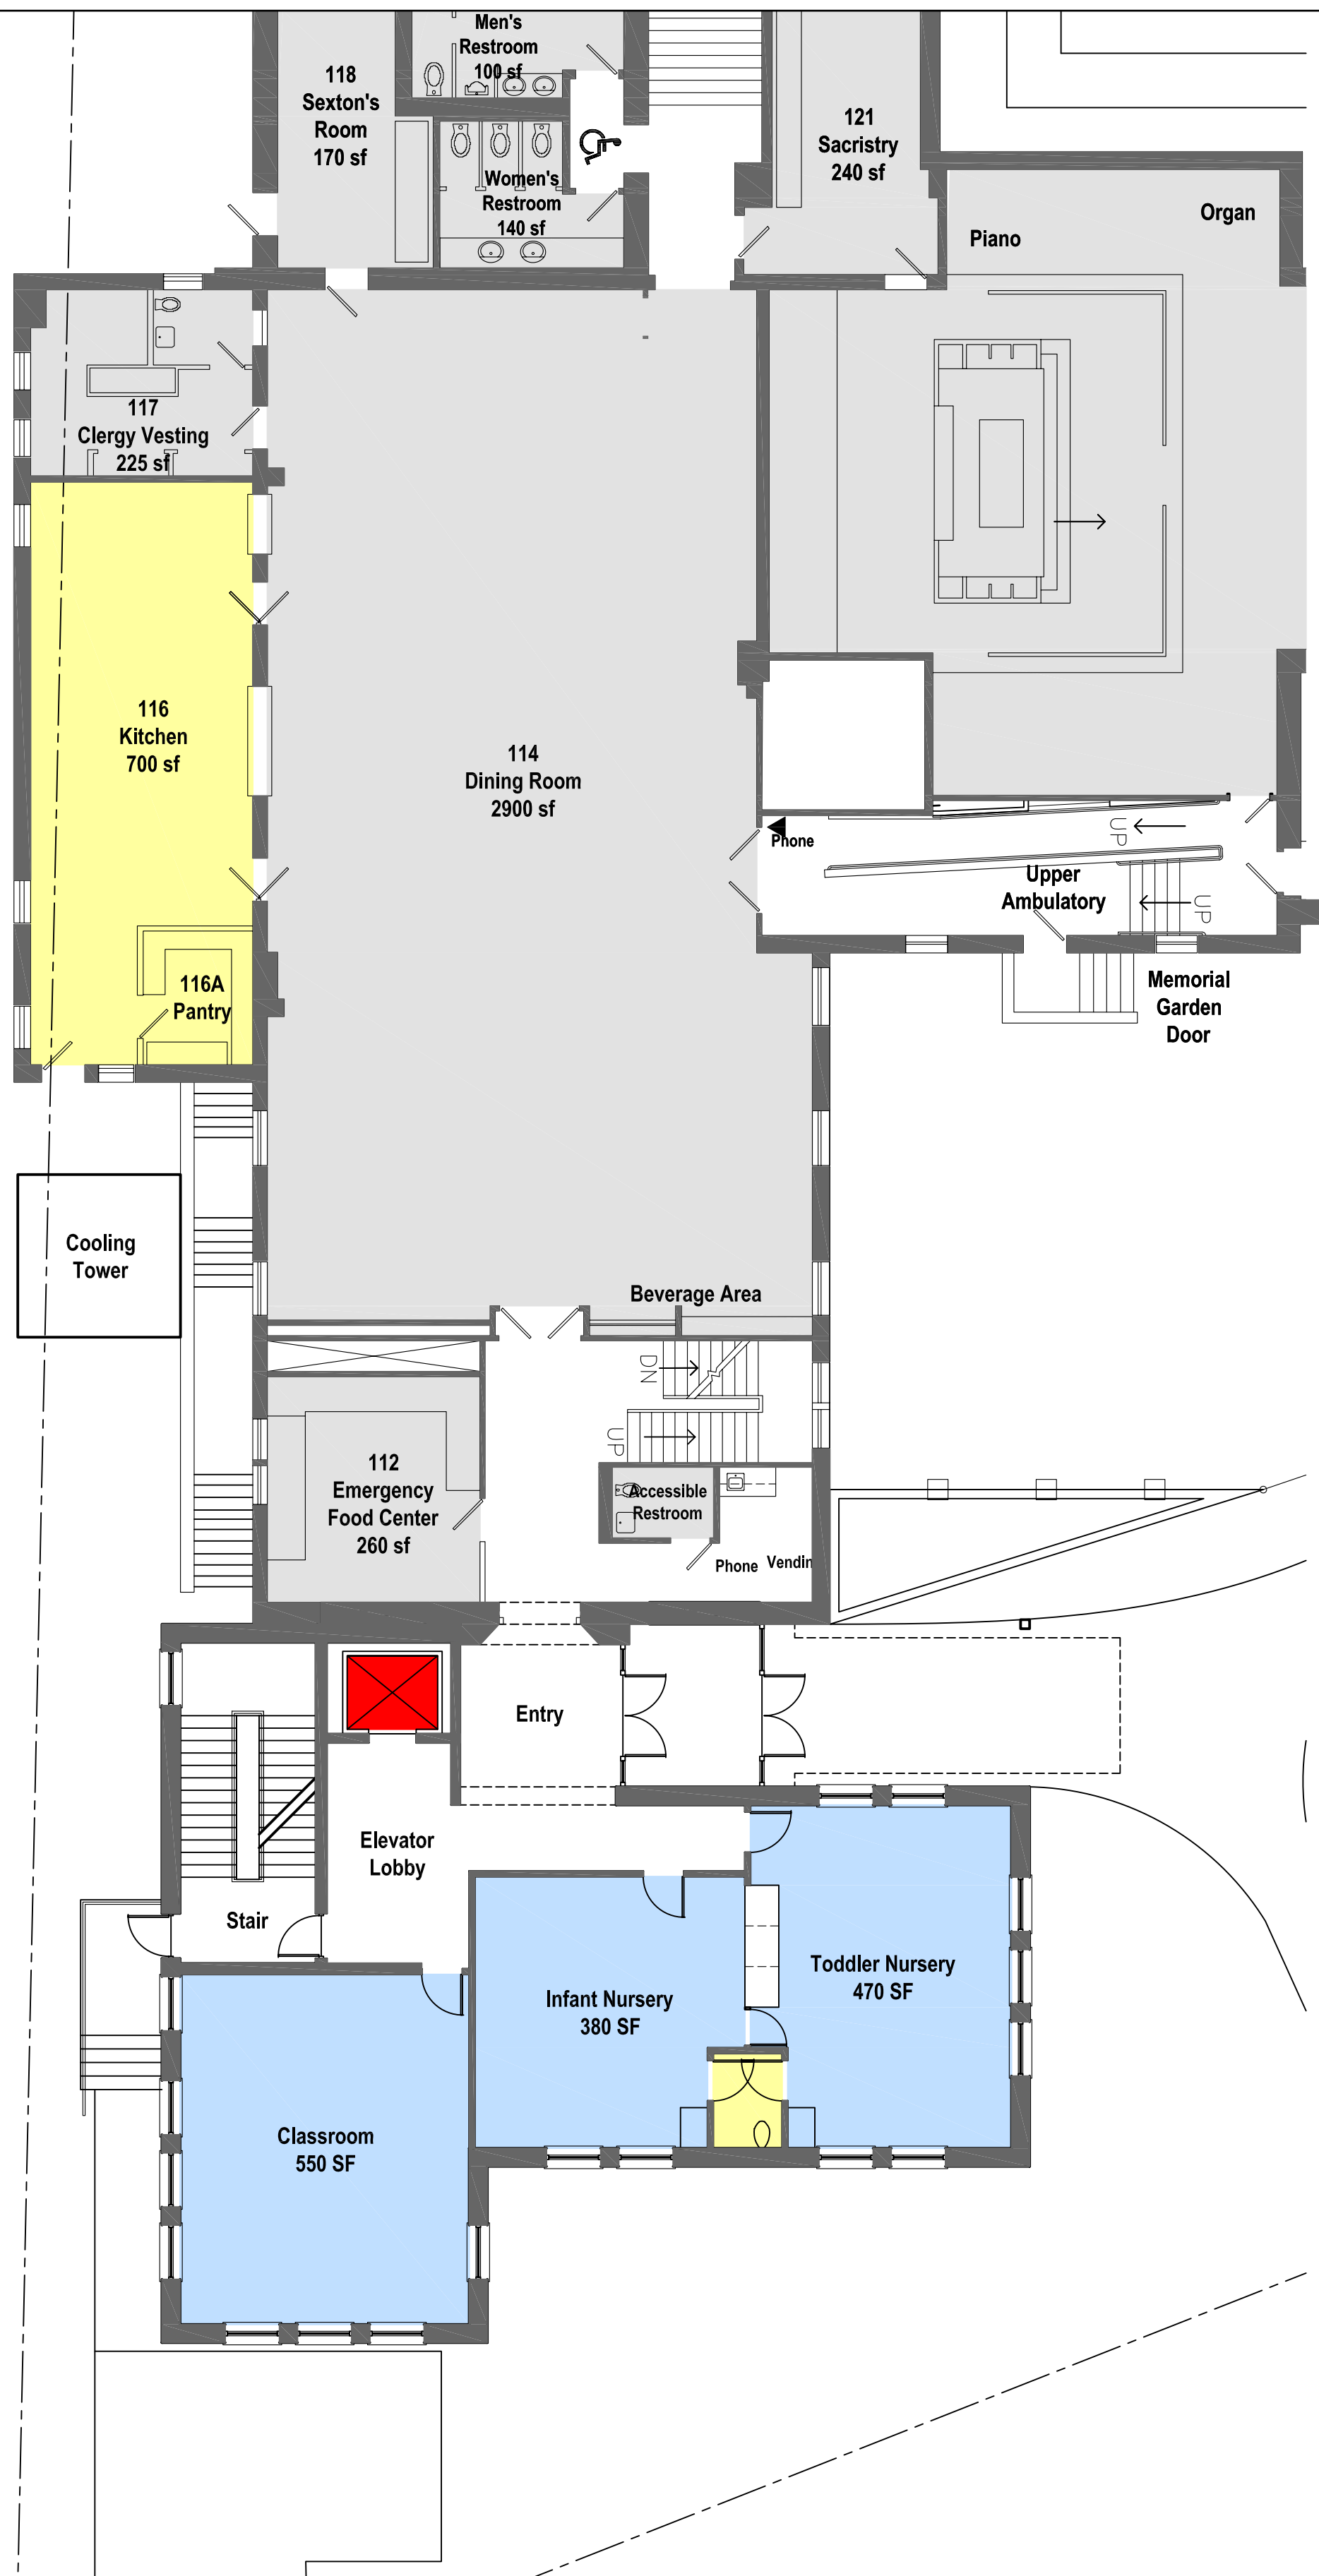 Men's
Restroom
100 sf
118
Sexton's
Room
170 sf
121
Sacristry
240 sf
Women's
Restroom
140 sf
Organ
Piano
117
Clergy Vesting
225 sf
116
Kitchen
700 sf
114
Dining Room
2900 sf
Phone
UP
Upper
Ambulatory
UP
116A
Pantry
Memorial
Garden
Door
Cooling
Tower
Beverage Area
DN
UP
112
Emergency
Food Center
260 sf
Accessible
Restroom
Phone
Vendin
Entry
Elevator
Lobby
Stair
Toddler Nursery
470 SF
Infant Nursery
380 SF
Classroom
550 SF